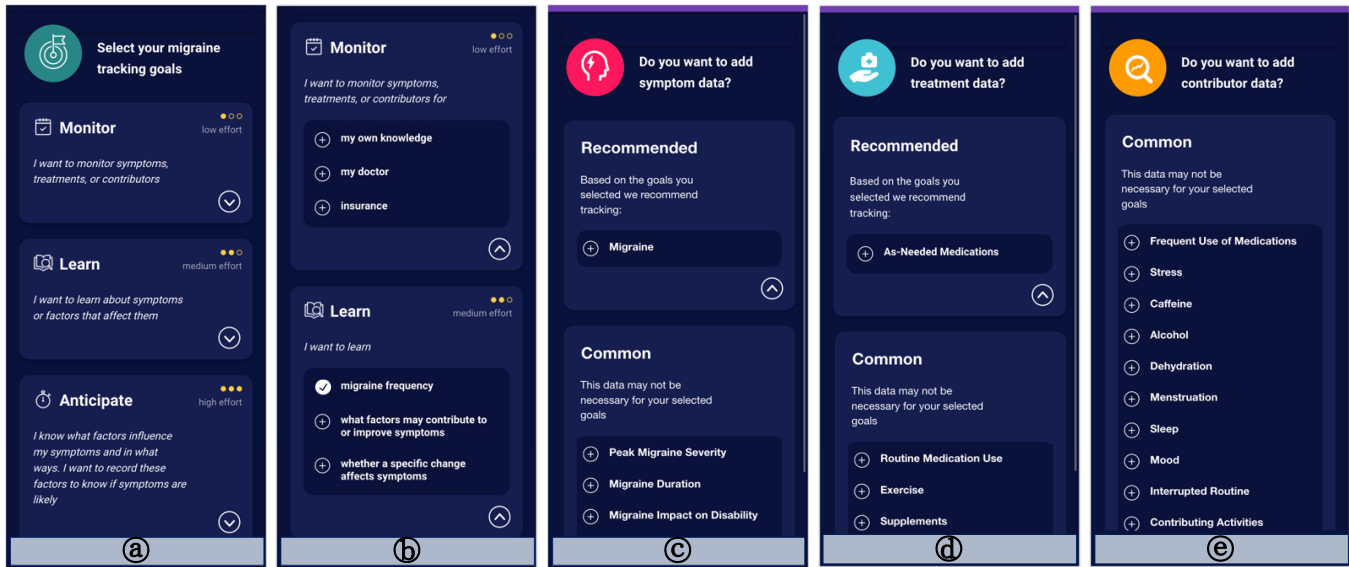 Select your migraine
tracking goals
Monitor
low effort
I want to monitor symptoms,
treatments, or contributors
Learn
medium effort
I want to learn about symptoms
or factors that affect them
Anticipate
high effort
I know what factors influence
my symptoms and in what
ways. I want to record these
factors to know if symptoms are
likely
ⓐ
Monitor
low effort
I want to monitor symptoms,
treatments, or contributors for
my own knowledge
my doctor
insurance
Learn
medium effort
I want to learn
migraine frequency
what factors may contribute to
or improve symptoms
whether a specific change
affects symptoms
ⓑ
Do you want to add
symptom data?
Recommended
Based on the goals you
selected we recommend
tracking:
Migraine
Common
This data may not be
necessary for your selected
goals
Peak Migraine Severity
Migraine Duration
Migraine Impact on Disability
ⓒ
Do you want to add
treatment data?
Recommended
Based on the goals you
selected we recommend
tracking:
As-Needed Medications
Common
This data may not be
necessary for your selected
goals
Routine Medication Use
Exercise
Supplements
ⓓ
Do you want to add
contributor data?
Common
This data may not be
necessary for your selected
goals
Frequent Use of Medications
Stress
Caffeine
Alcohol
Dehydration
Menstruation
Sleep
Mood
Interrupted Routine
Contributing Activities
ⓔ